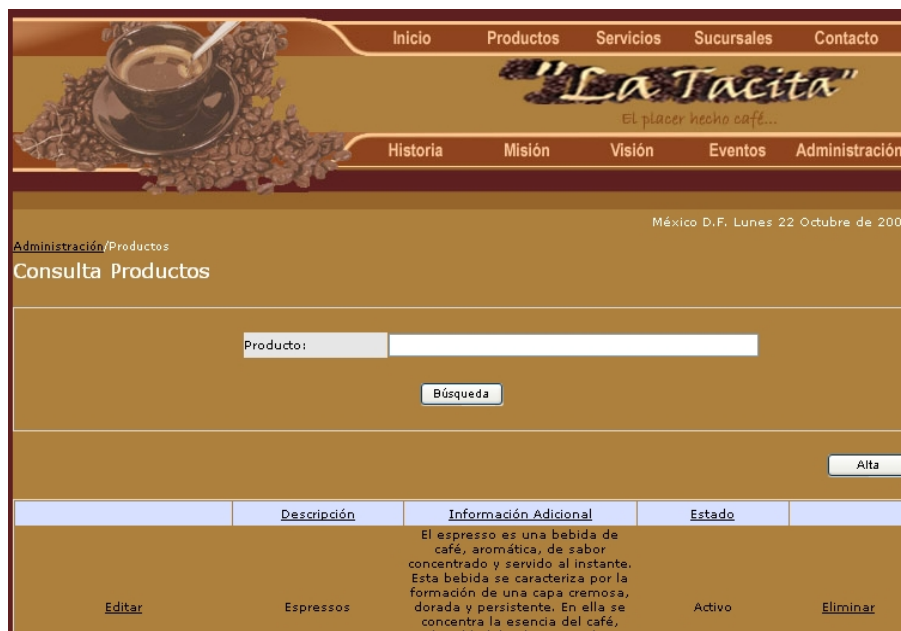 Inicio Productos Servicios Sucursales Contacto
"La Tacita"
El placer hecho café...
Historia Misión Visión Eventos Administración
México D.F. Lunes 22 Octubre de 200
Administración/Productos
Consulta Productos
Producto:
Búsqueda
Alta
Descripción Información Adicional Estado
El espresso es una bebida de
café, aromática, de sabor
concentrado y servido al instante.
Esta bebida se caracteriza por la
formación de una capa cremosa,
Editar Espressos dorada y persistente. En ella se Activo Eliminar
concentra la esencia del café,